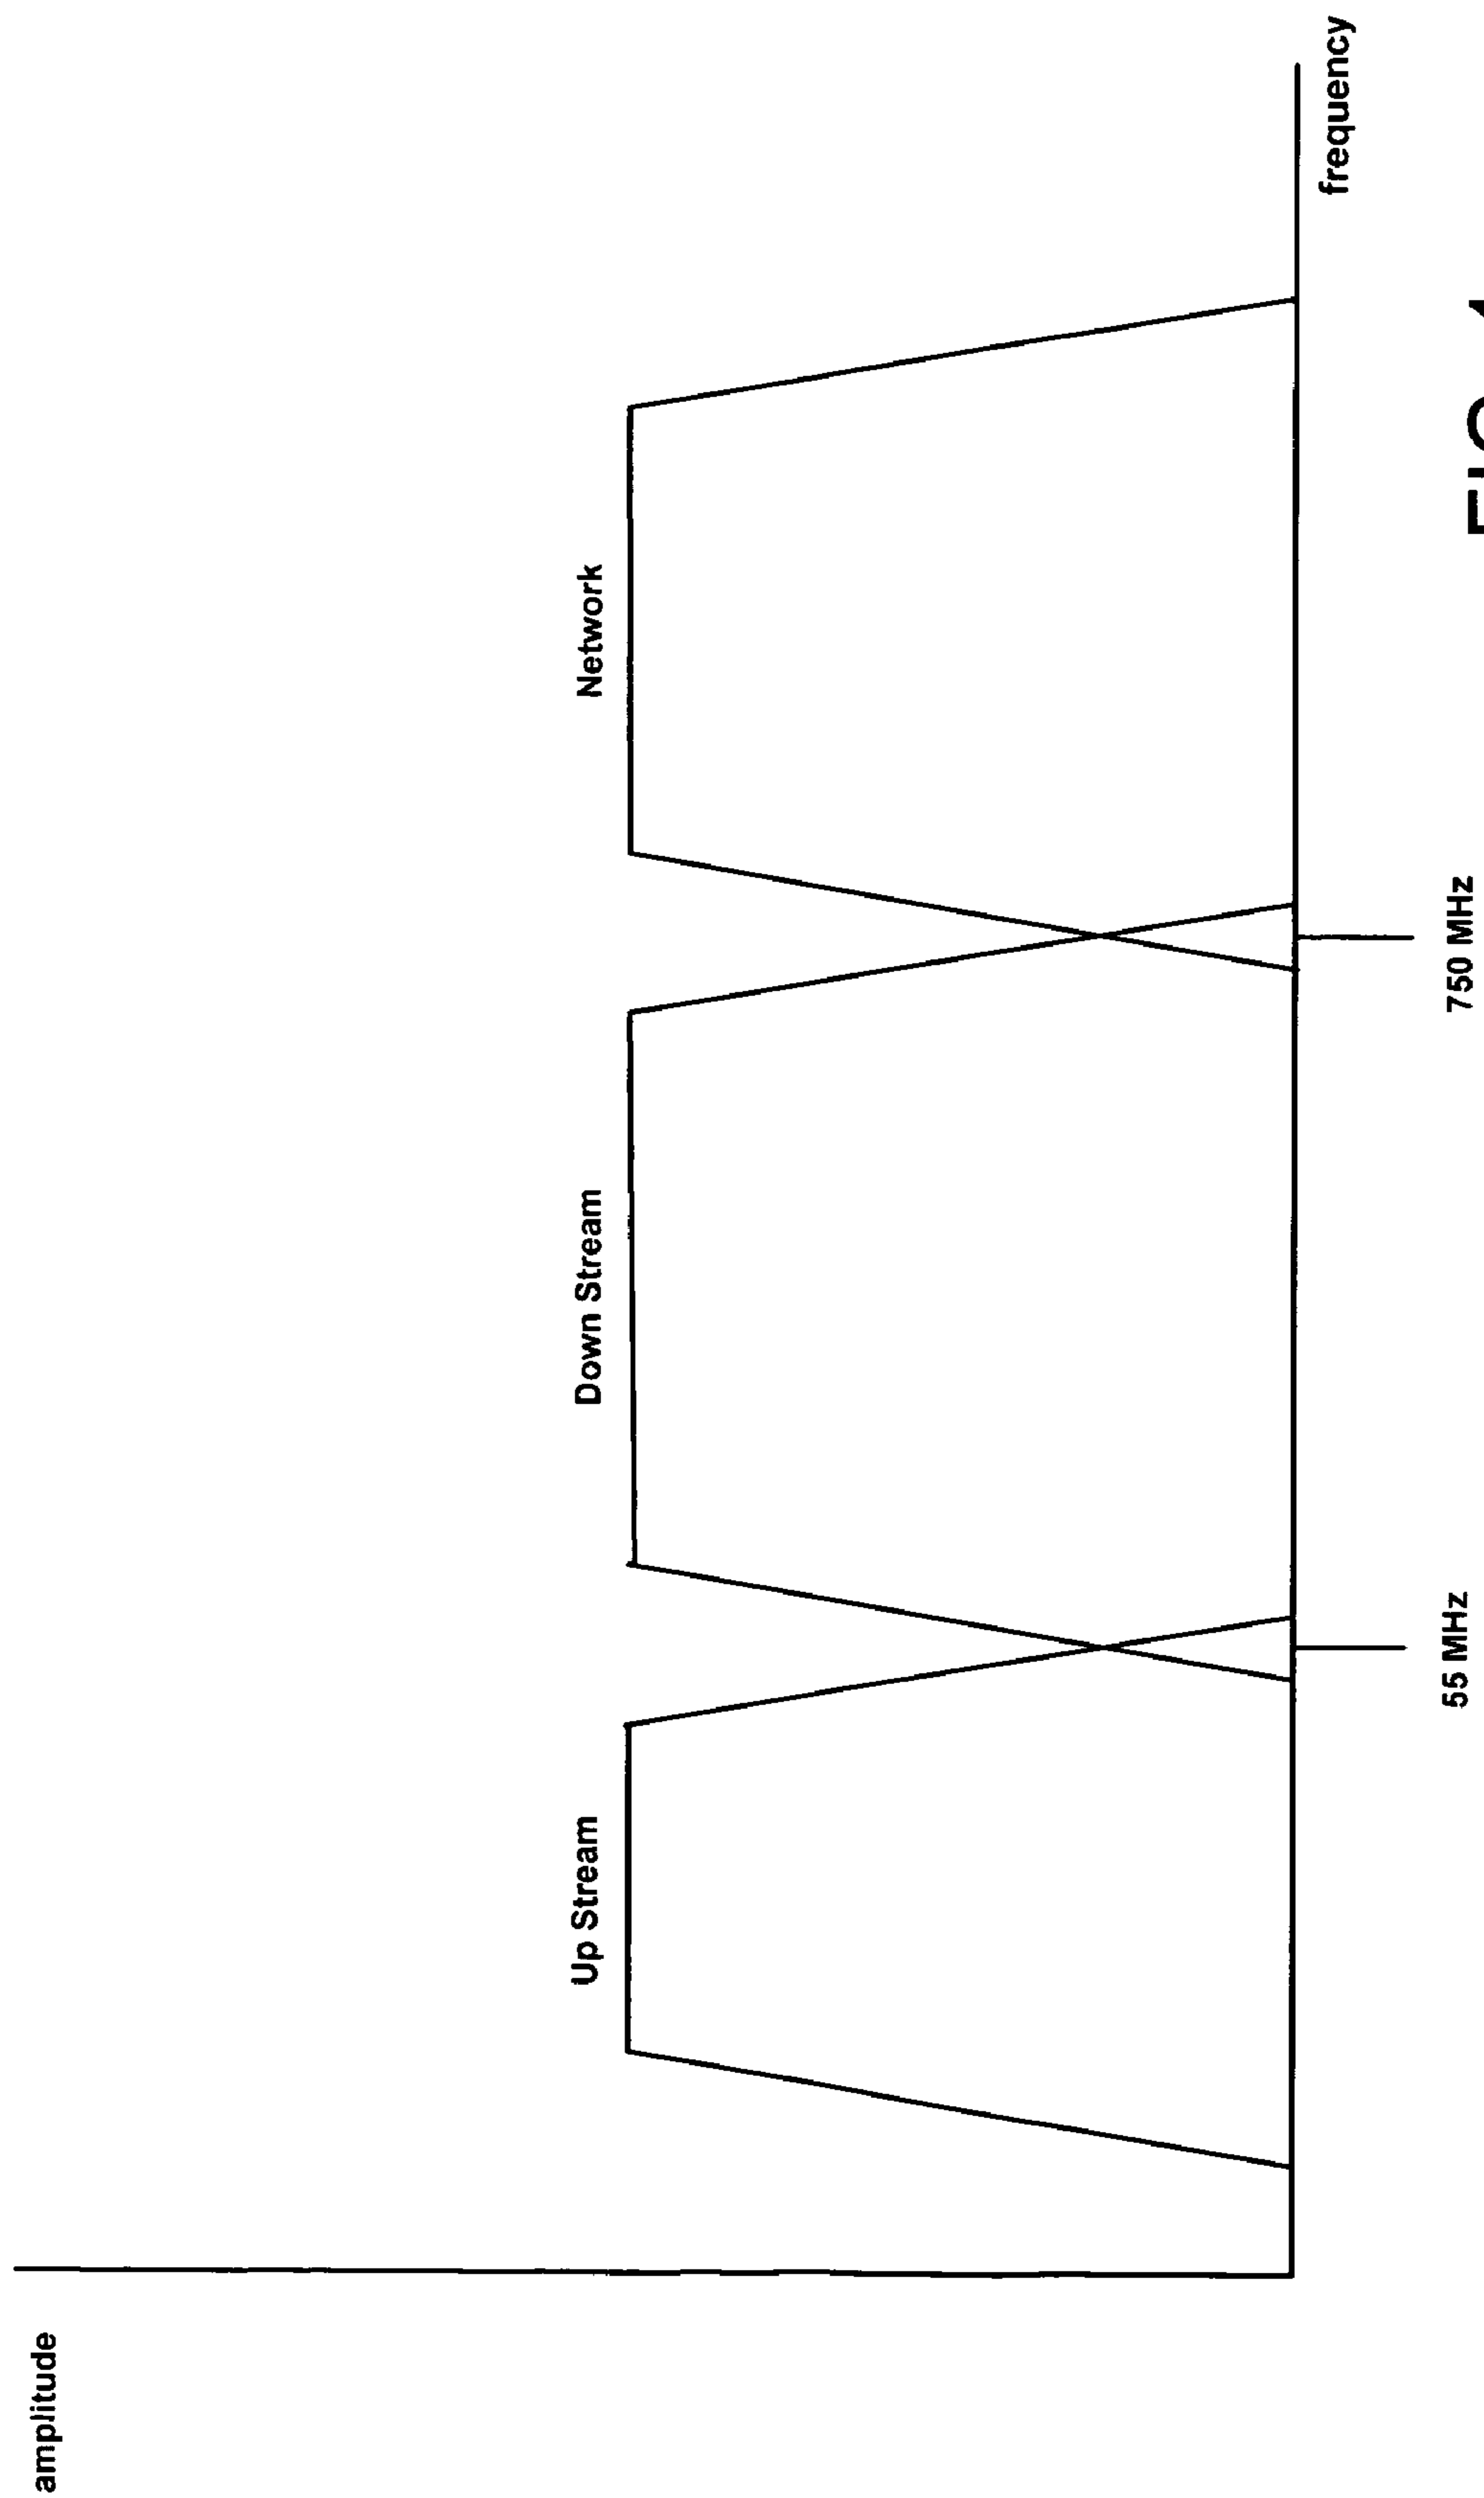 amplitude
Up Stream
Down Stream
Network
frequency
55 MHz
750 MHz